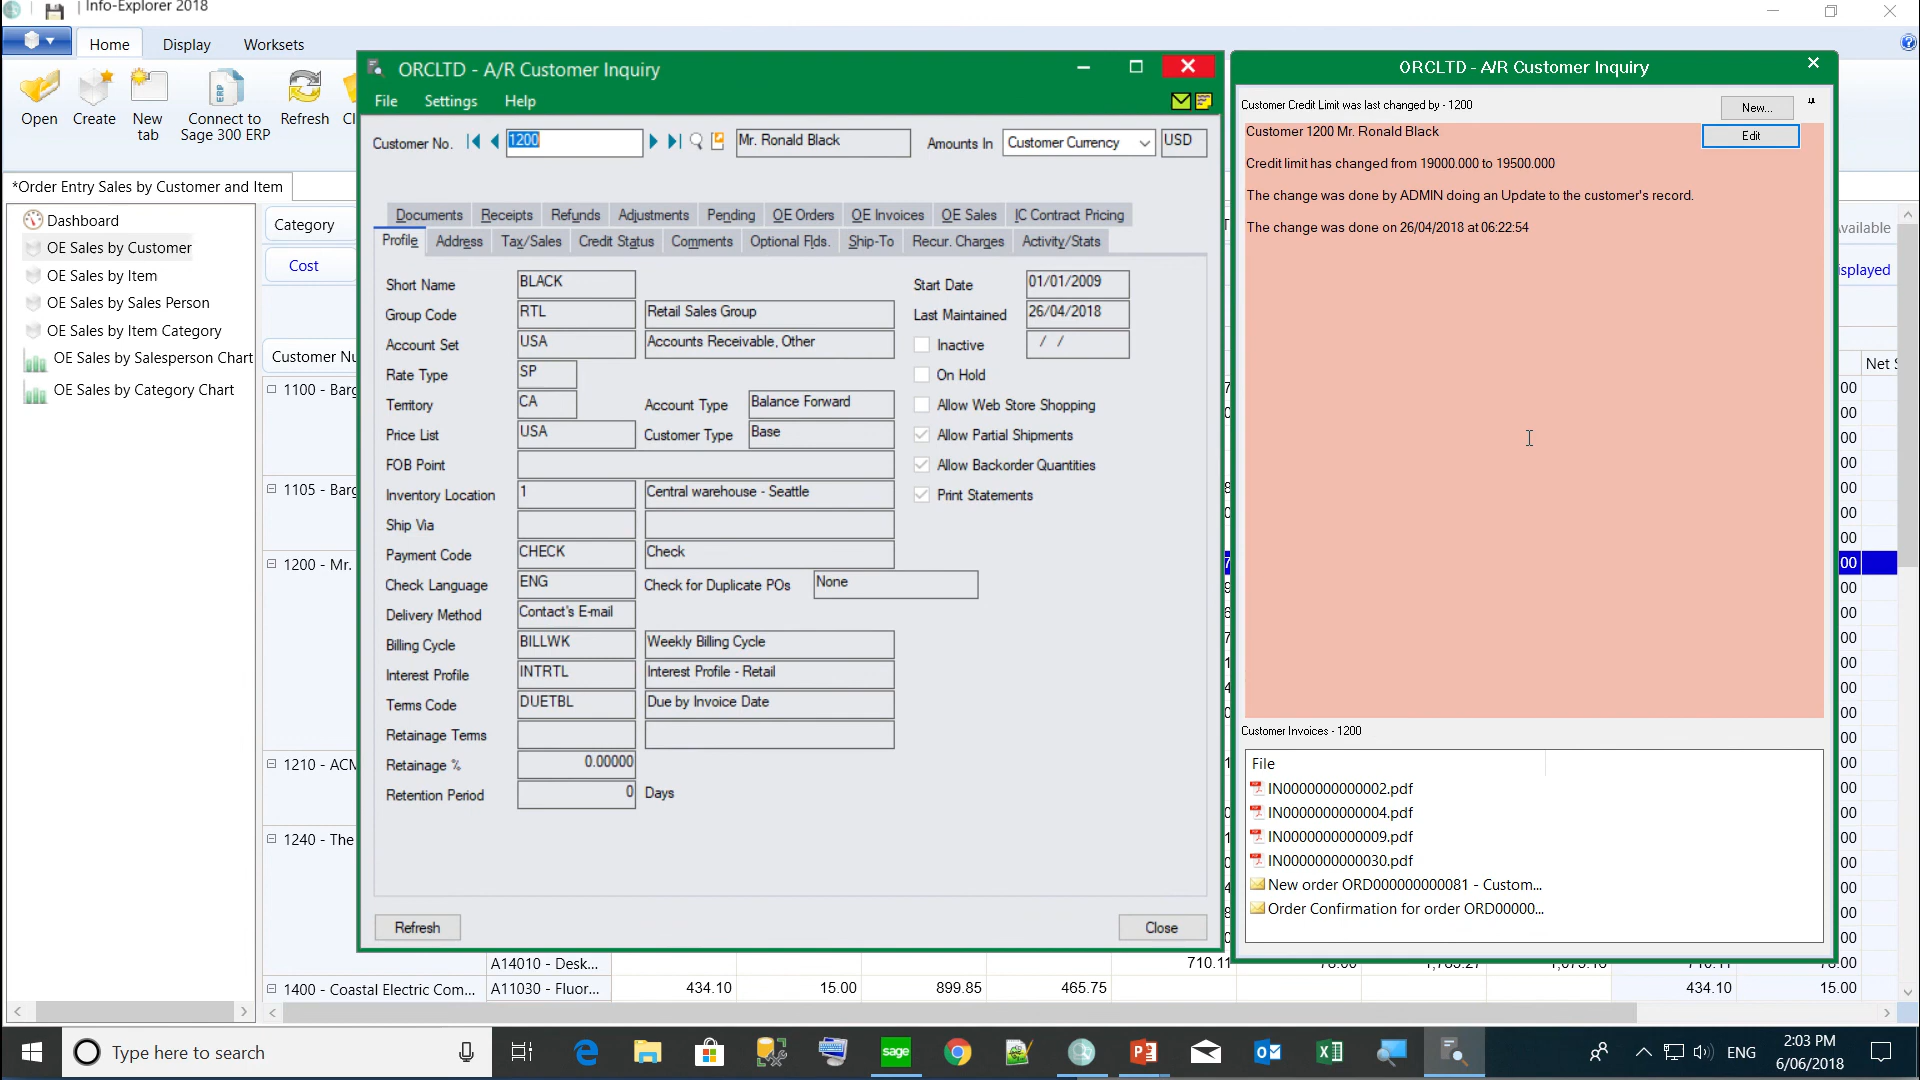 Info-Explorer 2018
Home Display Worksets
Open Create New tab Connect to Sage 300 ERP Refresh
*Order Entry Sales by Customer and Item
Dashboard
OE Sales by Customer
OE Sales by Item
OE Sales by Sales Person
OE Sales by Item Category
OE Sales by Salesperson Chart
OE Sales by Category Chart
Category
Cost
Customer Nu
1100 - Barg
1105 - Barg
1200 - Mr.
1210 - ACM
1240 - The
A14010 - Desk...
710.11
1400 - Coastal Electric Com... A11030 - Fluor... 434.10 15.00 899.85 465.75 434.10 15.00
ORCLTD - A/R Customer Inquiry
File Settings Help
Customer No. 1200 Mr. Ronald Black Amounts In Customer Currency USD
Documents Receipts Refunds Adjustments Pending OE Orders OE Invoices OE Sales IC Contract Pricing
Profile Address Tax/Sales Credit Status Comments Optional Flds. Ship-To Recur. Charges Activity/Stats
Short Name BLACK Start Date 01/01/2009
Group Code RTL Retail Sales Group Last Maintained 26/04/2018
Account Set USA Accounts Receivable, Other Inactive / /
Rate Type SP On Hold
Territory CA Account Type Balance Forward Allow Web Store Shopping
Price List USA Customer Type Base Allow Partial Shipments
FOB Point Allow Backorder Quantities
Inventory Location 1 Central warehouse - Seattle Print Statements
Ship Via
Payment Code CHECK Check
Check Language ENG Check for Duplicate POs None
Delivery Method Contact's E-mail
Billing Cycle BILLWK Weekly Billing Cycle
Interest Profile INTRTL Interest Profile - Retail
Terms Code DUETBL Due by Invoice Date
Retainage Terms
Retainage % 0.00000
Retention Period 0 Days
Refresh Close
ORCLTD - A/R Customer Inquiry
Customer Credit Limit was last changed by - 1200 New...
Customer 1200 Mr. Ronald Black Edit
Credit limit has changed from 19000.000 to 19500.000
The change was done by ADMIN doing an Update to the customer's record.
The change was done on 26/04/2018 at 06:22:54
Customer Invoices - 1200
File
IN0000000000002.pdf
IN0000000000004.pdf
IN0000000000009.pdf
IN0000000000030.pdf
New order ORD000000000081 - Custom...
Order Confirmation for order ORD00000...
Net S
Type here to search
sage
ENG
2:03 PM
6/06/2018